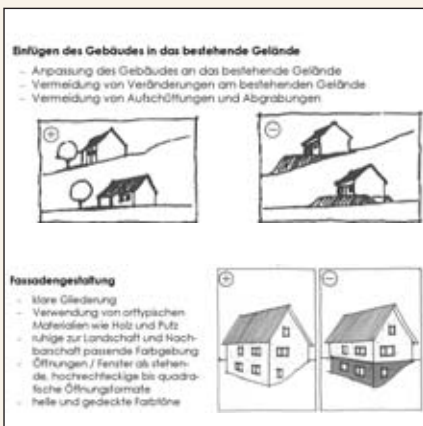 Einfügen des Gebäudes in das bestehende Gelände
– Anpassung des Gebäudes an das bestehende Gelände
– Vermeidung von Veränderungen am bestehenden Gelände
– Vermeidung von Aufschüttungen und Abgrabungen
+
−
Fassadengestaltung
- klare Gliederung
- Verwendung von orttypischen
Materialien wie Holz und Putz
- ruhige zur Landschaft und Nach-
barschaft passende Farbgebung
- Öffnungen / Fenster als stehen-
de, hochrechteckige bis quadra-
tische Öffnungsformate
- helle und gedeckte Farbtöne
+
−